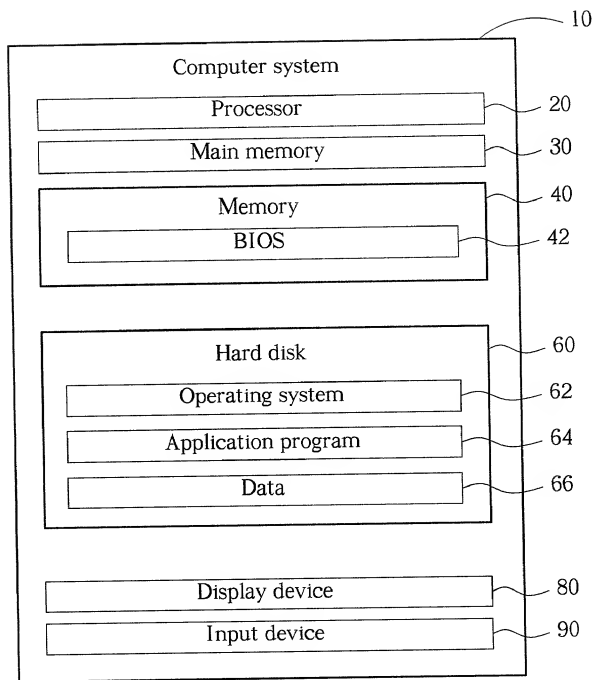 10
Computer system
Processor 20
Main memory 30
Memory 40
BIOS 42
Hard disk 60
Operating system 62
Application program 64
Data 66
Display device 80
Input device 90